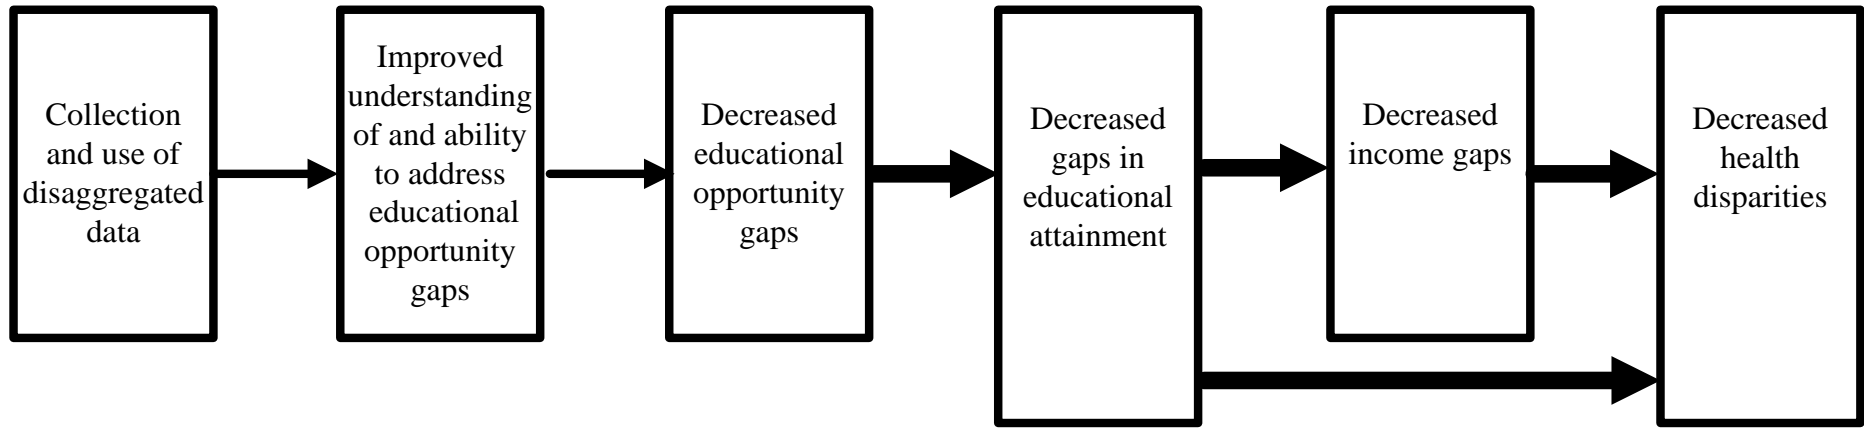 Collection
and use of
disaggregated
data
Improved
understanding
of and ability
to address
educational
opportunity
gaps
Decreased
educational
opportunity
gaps
Decreased
gaps in
educational
attainment
Decreased
income gaps
Decreased
health
disparities